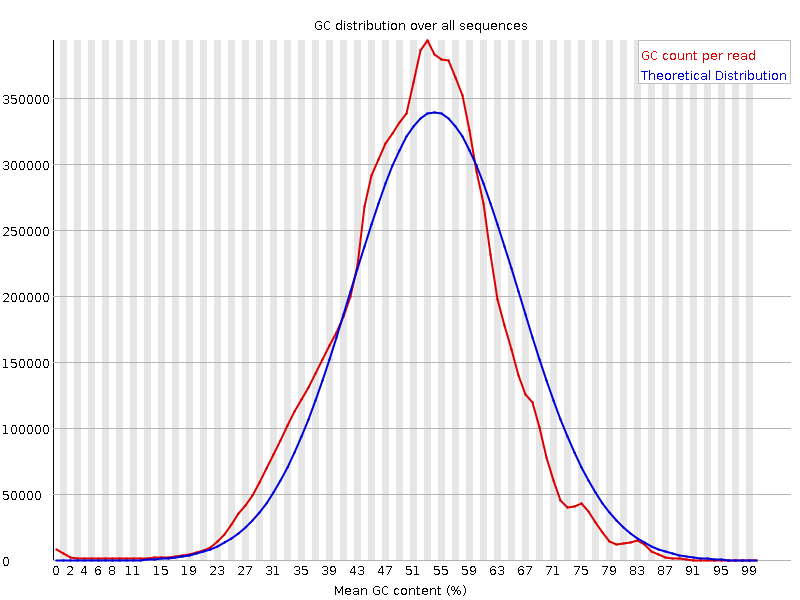 GC distribution over all sequences
GC count per read
Theoretical Distribution
350000
300000
250000
200000
150000
100000
50000
0
0 2 4 6 8 11 15 19 23 27 31 35 39 43 47 51 55 59 63 67 71 75 79 83 87 91 95 99
Mean GC content (%)